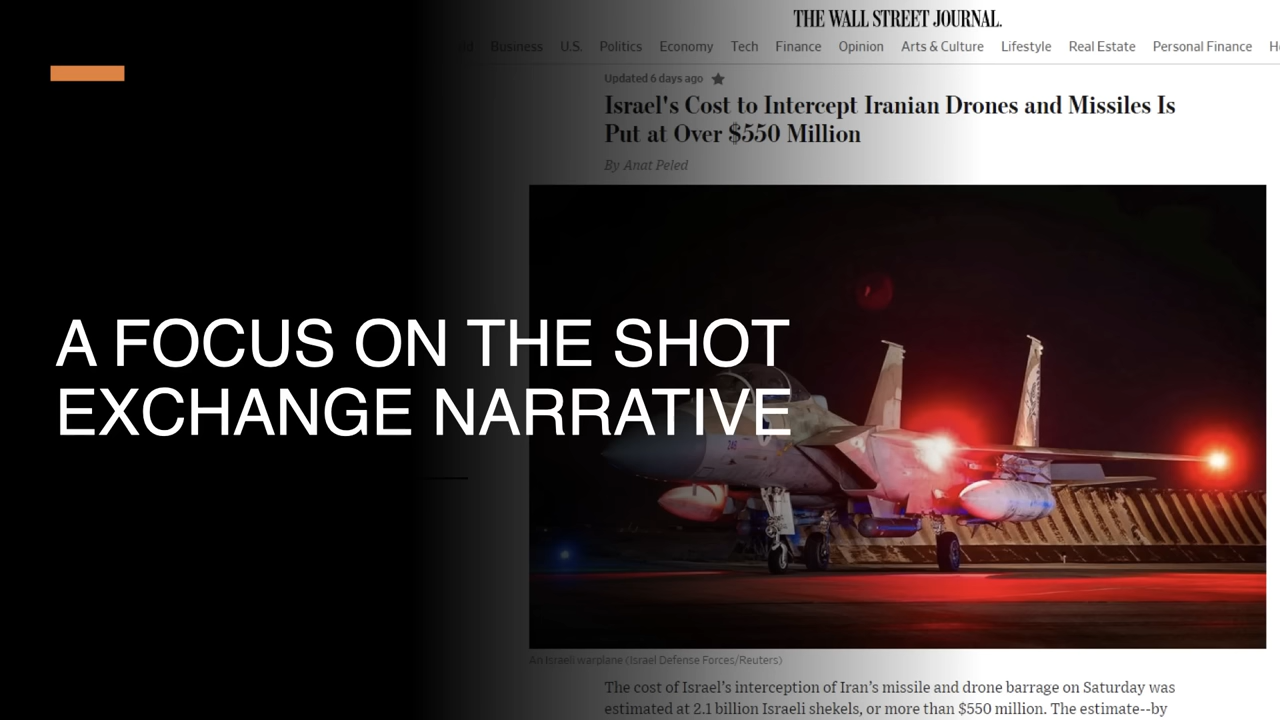 THE WALL STREET JOURNAL.
Business U.S. Politics Economy Tech Finance Opinion Arts & Culture Lifestyle Real Estate Personal Finance
Updated 6 days ago
Israel's Cost to Intercept Iranian Drones and Missiles Is
Put at Over $550 Million
By Anat Peled
A FOCUS ON THE SHOT
EXCHANGE NARRATIVE
An Israeli warplane (Israel Defense Forces/Reuters)
The cost of Israel's interception of Iran's missile and drone barrage on Saturday was
estimated at 2.1 billion Israeli shekels, or more than $550 million. The estimate--by